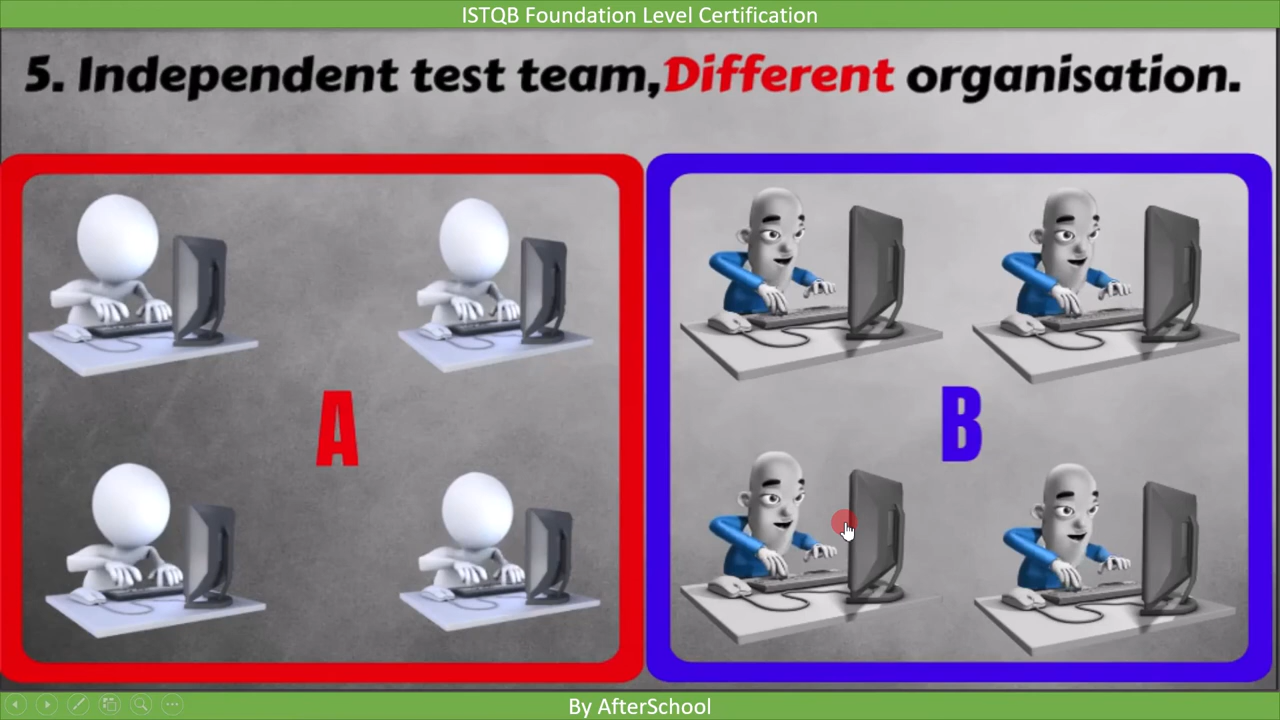 ISTQB Foundation Level Certification
5. Independent test team,Different organisation.
A
B
By AfterSchool